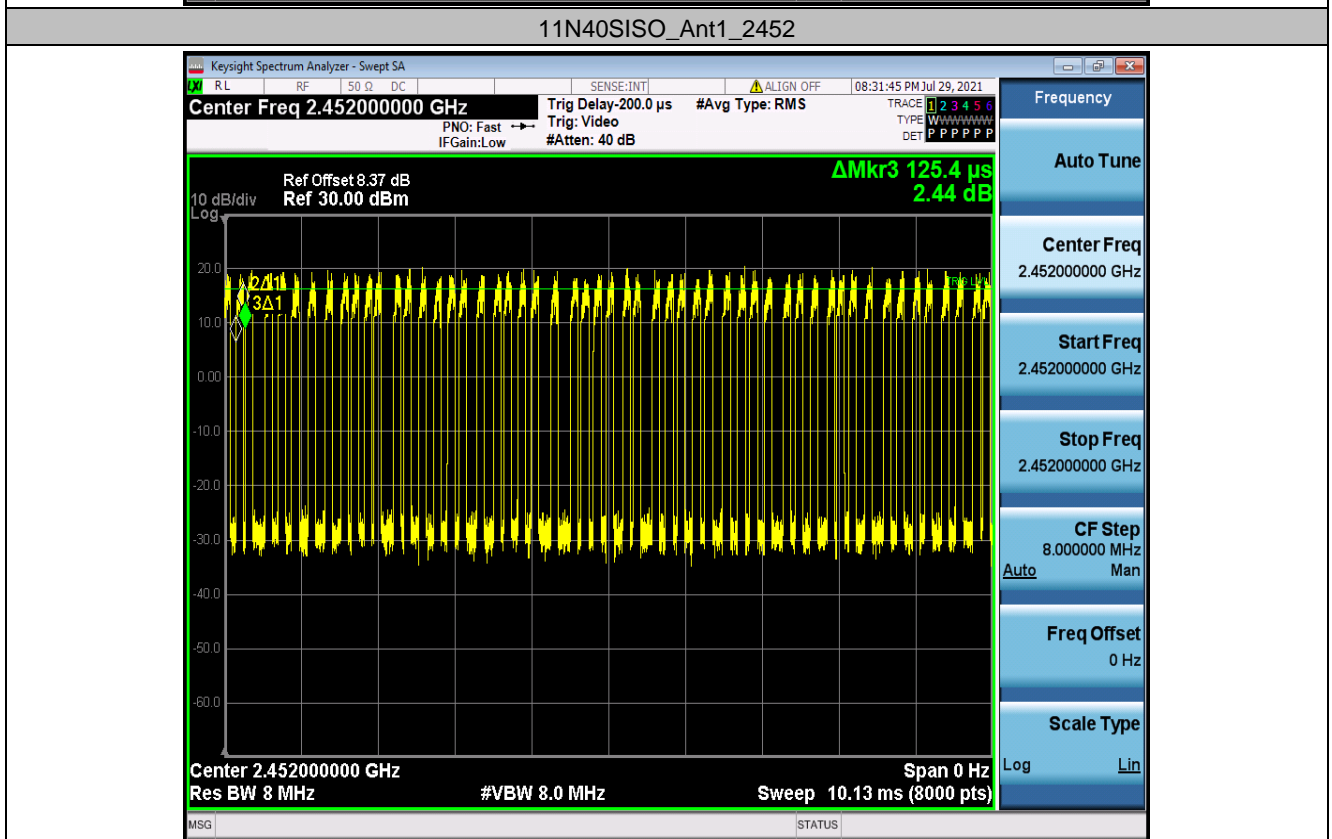 11N40SISO_Ant1_2452
Keysight Spectrum Analyzer - Swept SA
LXI RL RF 50 Ω DC SENSE:INT ALIGN OFF 08:31:45 PM Jul 29, 2021
Center Freq 2.452000000 GHz
PNO: Fast
IFGain:Low
Trig Delay-200.0 µs
Trig: Video
#Atten: 40 dB
#Avg Type: RMS
TRACE 1 2 3 4 5 6
TYPE WWWWWW
DET P P P P P P
Ref Offset 8.37 dB
10 dB/div Ref 30.00 dBm
Log
ΔMkr3 125.4 µs
2.44 dB
20.0
10.0
0.00
-10.0
-20.0
-30.0
-40.0
-50.0
-60.0
2Δ1
3Δ1
TRIG LVL
Center 2.452000000 GHz Span 0 Hz
Res BW 8 MHz #VBW 8.0 MHz Sweep 10.13 ms (8000 pts)
MSG STATUS
Frequency
Auto Tune
Center Freq
2.452000000 GHz
Start Freq
2.452000000 GHz
Stop Freq
2.452000000 GHz
CF Step
8.000000 MHz
Auto Man
Freq Offset
0 Hz
Scale Type
Log Lin